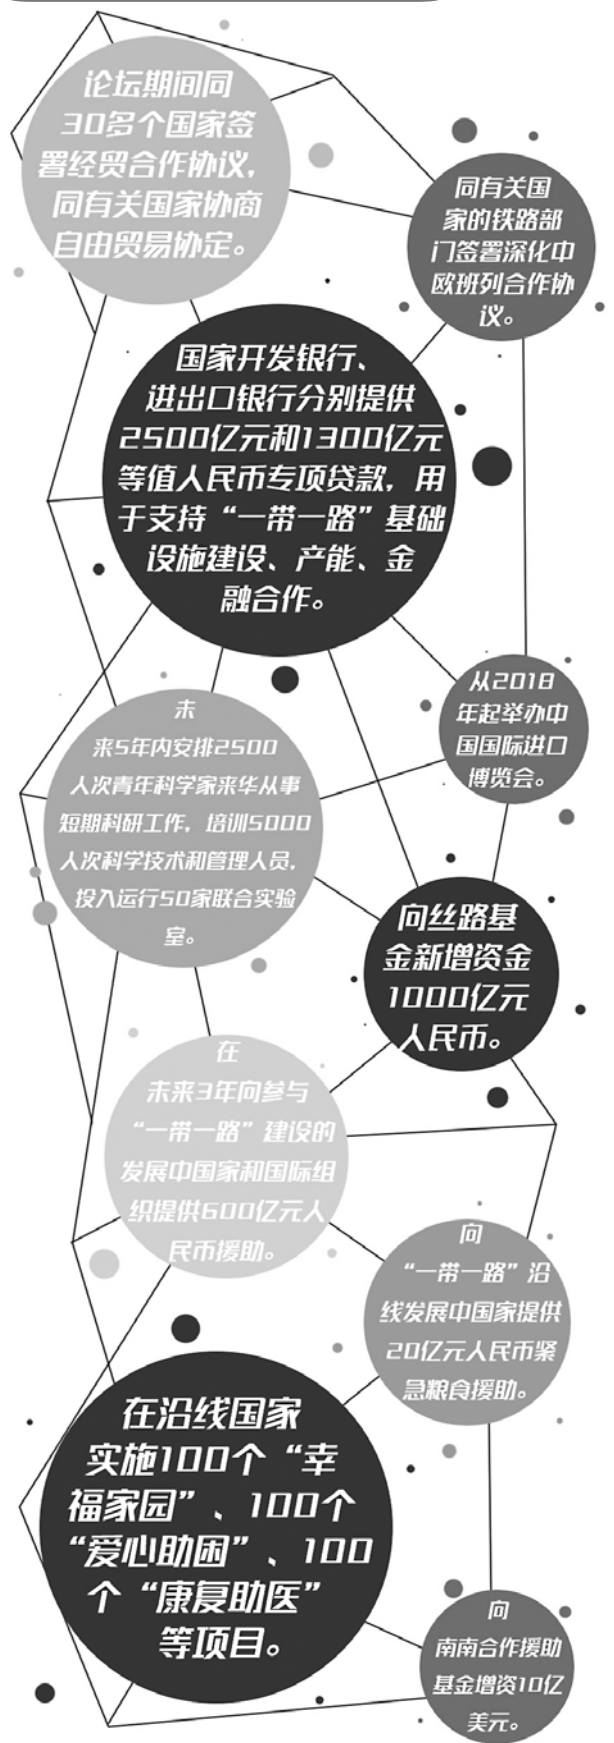 论坛期间同
30多个国家签
署经贸合作协议，
同有关国家协商
自由贸易协定。
同有关国
家的铁路部
门签署深化中
欧班列合作协
议。
国家开发银行、
进出口银行分别提供
2500亿元和1300亿元
等值人民币专项贷款，用
于支持“一带一路”基础
设施建设、产能、金
融合作。
从2018
年起举办中
国国际进口
博览会。
未
来5年内安排2500
人次青年科学家来华从事
短期科研工作，培训5000
人次科学技术和管理人员，
投入运行50家联合实验
室。
向丝路基
金新增资金
1000亿元
人民币。
在
未来3年向参与
“一带一路”建设的
发展中国家和国际组
织提供600亿元人
民币援助。
向
“一带一路”沿
线发展中国家提供
20亿元人民币紧
急粮食援助。
在沿线国家
实施100个“幸
福家园”、100个
“爱心助困”、100
个“康复助医”
等项目。
向
南南合作援助
基金增资10亿
美元。